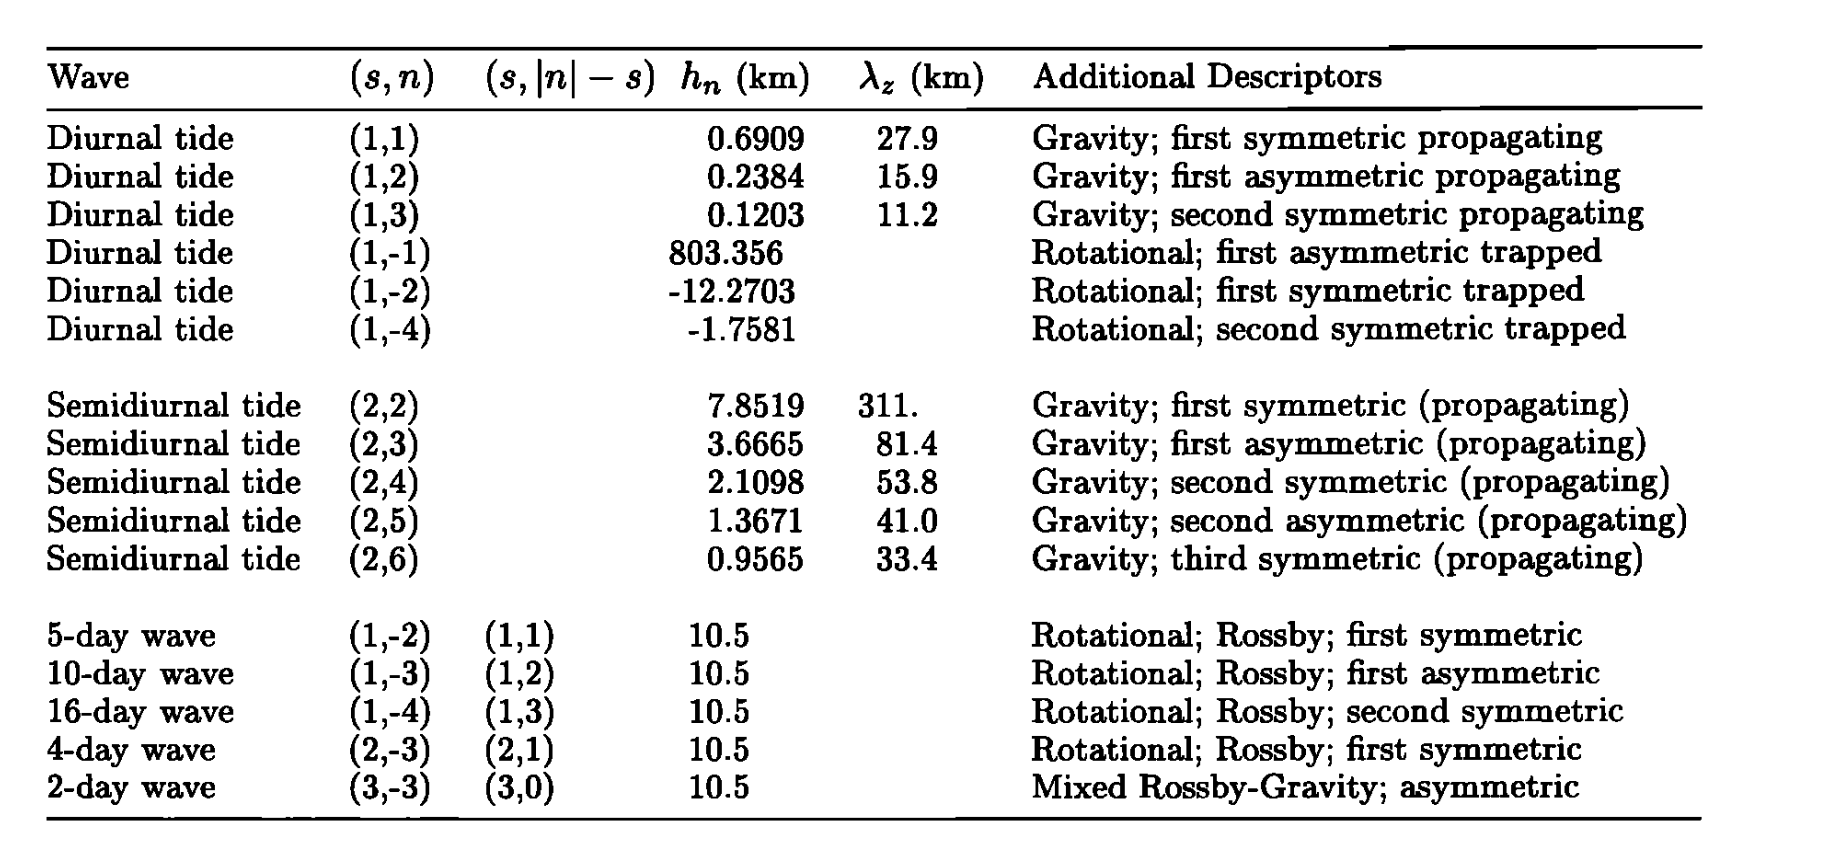 Wave (s, n) (s, |n| − s) hₙ (km) λ_z (km) Additional Descriptors
Diurnal tide (1,1) 0.6909 27.9 Gravity; first symmetric propagating
Diurnal tide (1,2) 0.2384 15.9 Gravity; first asymmetric propagating
Diurnal tide (1,3) 0.1203 11.2 Gravity; second symmetric propagating
Diurnal tide (1,-1) 803.356 Rotational; first asymmetric trapped
Diurnal tide (1,-2) -12.2703 Rotational; first symmetric trapped
Diurnal tide (1,-4) -1.7581 Rotational; second symmetric trapped
Semidiurnal tide (2,2) 7.8519 311. Gravity; first symmetric (propagating)
Semidiurnal tide (2,3) 3.6665 81.4 Gravity; first asymmetric (propagating)
Semidiurnal tide (2,4) 2.1098 53.8 Gravity; second symmetric (propagating)
Semidiurnal tide (2,5) 1.3671 41.0 Gravity; second asymmetric (propagating)
Semidiurnal tide (2,6) 0.9565 33.4 Gravity; third symmetric (propagating)
5-day wave (1,-2) (1,1) 10.5 Rotational; Rossby; first symmetric
10-day wave (1,-3) (1,2) 10.5 Rotational; Rossby; first asymmetric
16-day wave (1,-4) (1,3) 10.5 Rotational; Rossby; second symmetric
4-day wave (2,-3) (2,1) 10.5 Rotational; Rossby; first symmetric
2-day wave (3,-3) (3,0) 10.5 Mixed Rossby-Gravity; asymmetric